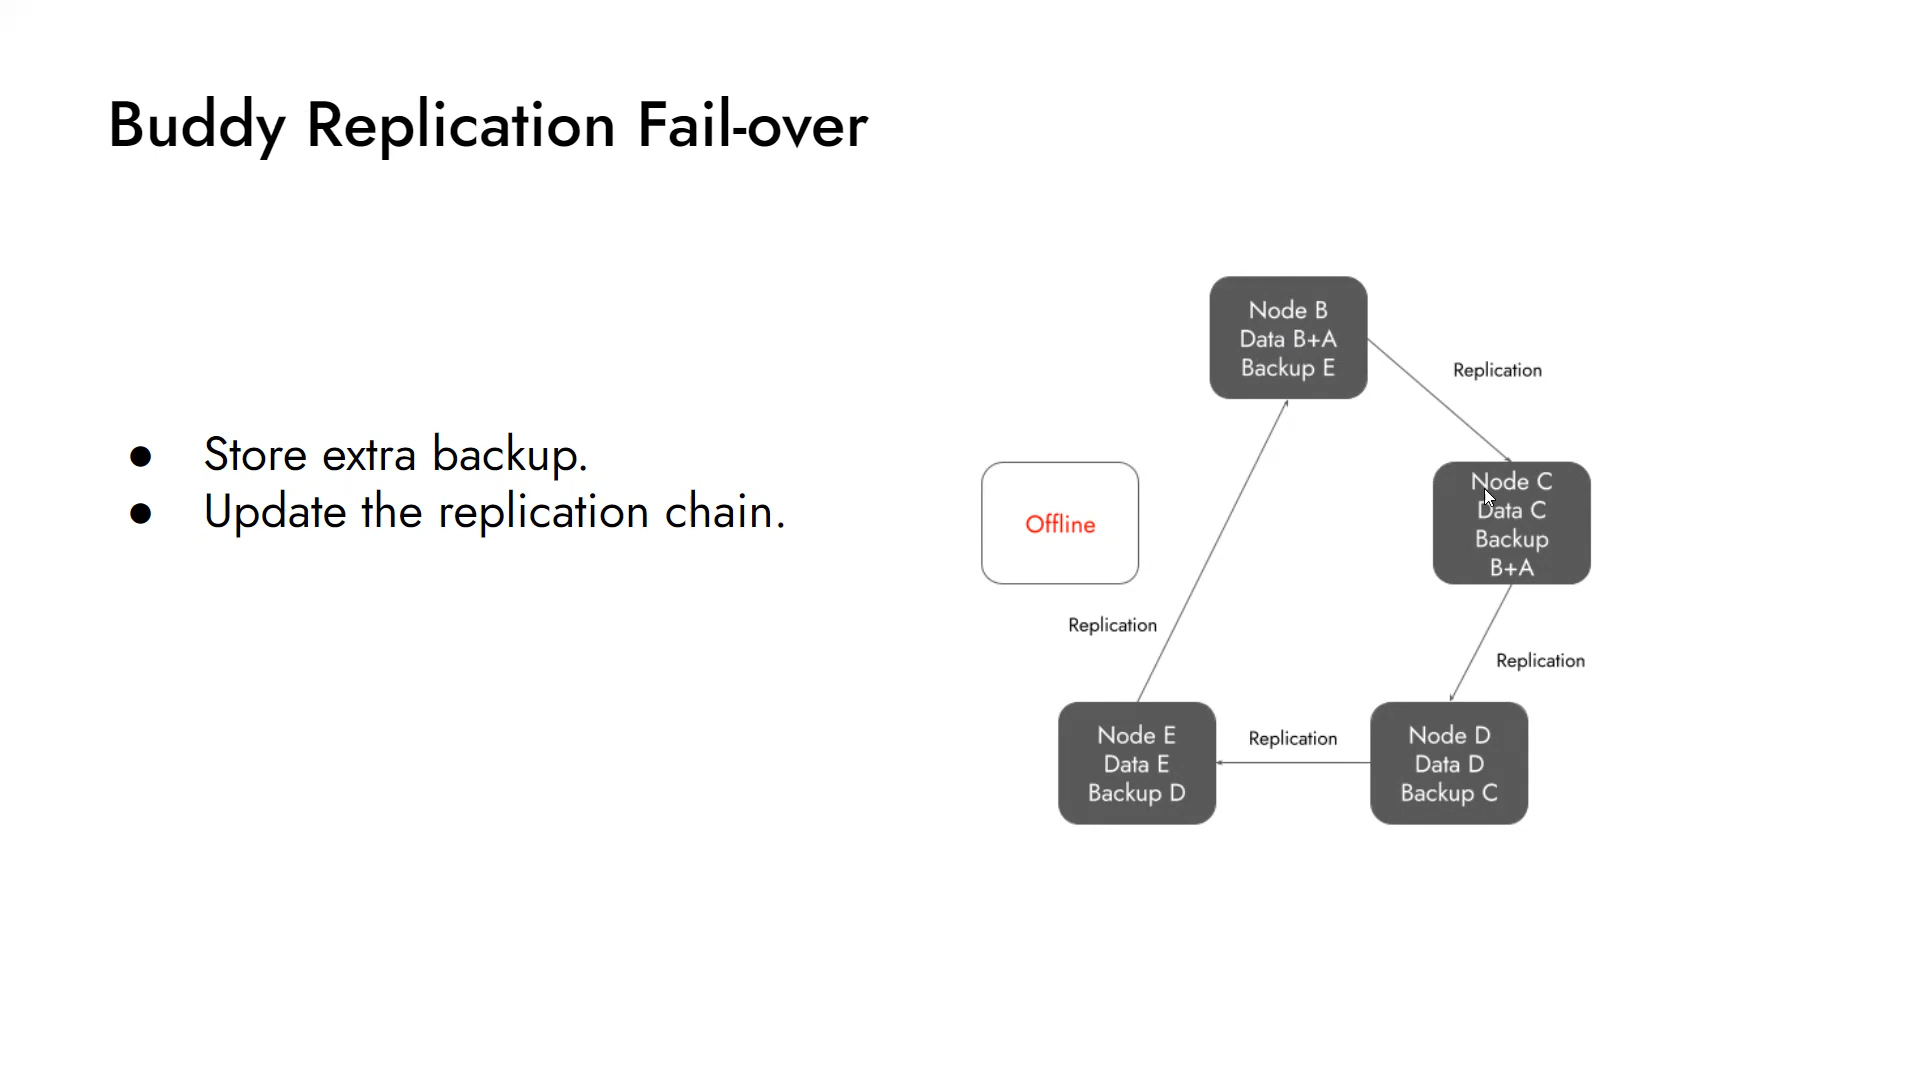 Buddy Replication Fail-over
● Store extra backup.
● Update the replication chain.
Node B
Data B+A
Backup E
Replication
Offline
Node C
Data C
Backup
B+A
Replication
Replication
Node E
Data E
Backup D
Replication
Node D
Data D
Backup C